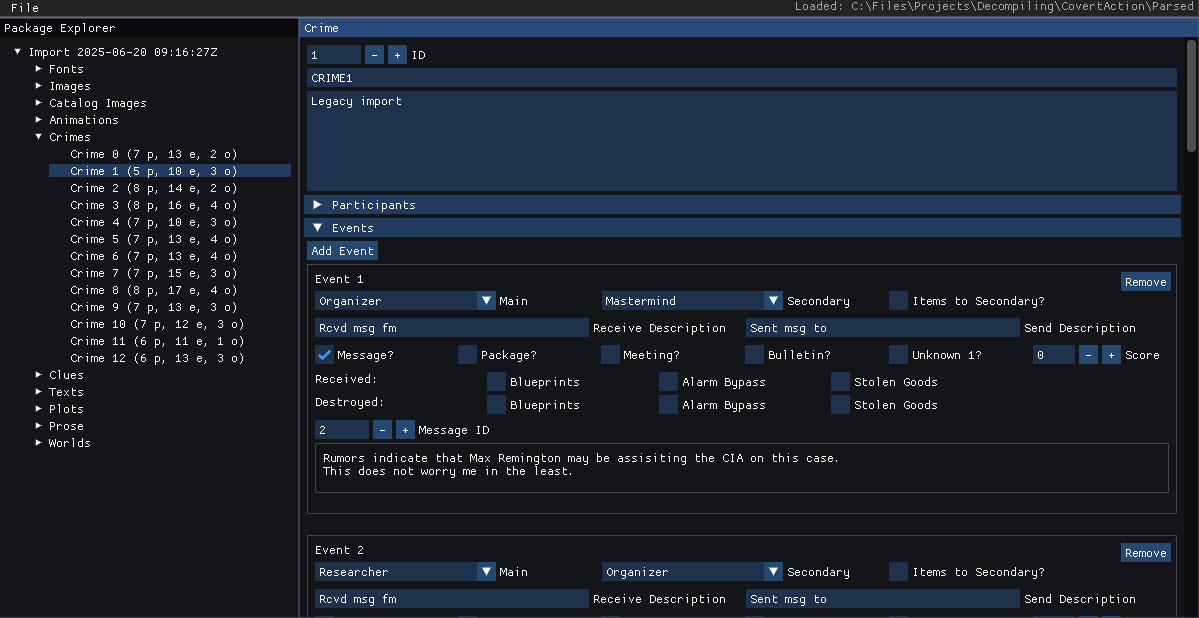 File
Loaded: C:\Files\Projects\Decompiling\CovertAction\Parsed
Package Explorer
Import 2025-06-20 09:16:27Z
Fonts
Images
Catalog Images
Animations
Crimes
Crime 0 (7 p, 13 e, 2 o)
Crime 1 (5 p, 10 e, 3 o)
Crime 2 (8 p, 14 e, 2 o)
Crime 3 (8 p, 16 e, 4 o)
Crime 4 (7 p, 10 e, 3 o)
Crime 5 (7 p, 13 e, 4 o)
Crime 6 (7 p, 13 e, 4 o)
Crime 7 (7 p, 15 e, 3 o)
Crime 8 (8 p, 17 e, 4 o)
Crime 9 (7 p, 13 e, 3 o)
Crime 10 (7 p, 12 e, 3 o)
Crime 11 (6 p, 11 e, 1 o)
Crime 12 (6 p, 13 e, 3 o)
Clues
Texts
Plots
Prose
Worlds
Crime
1 - + ID
CRIME1
Legacy import
Participants
Events
Add Event
Event 1
Remove
Organizer Main Mastermind Secondary Items to Secondary?
Rcvd msg fm Receive Description Sent msg to Send Description
Message? Package? Meeting? Bulletin? Unknown 1? 0 - + Score
Received: Blueprints Alarm Bypass Stolen Goods
Destroyed: Blueprints Alarm Bypass Stolen Goods
2 - + Message ID
Rumors indicate that Max Remington may be assisiting the CIA on this case.
This does not worry me in the least.
Event 2
Remove
Researcher Main Organizer Secondary Items to Secondary?
Rcvd msg fm Receive Description Sent msg to Send Description